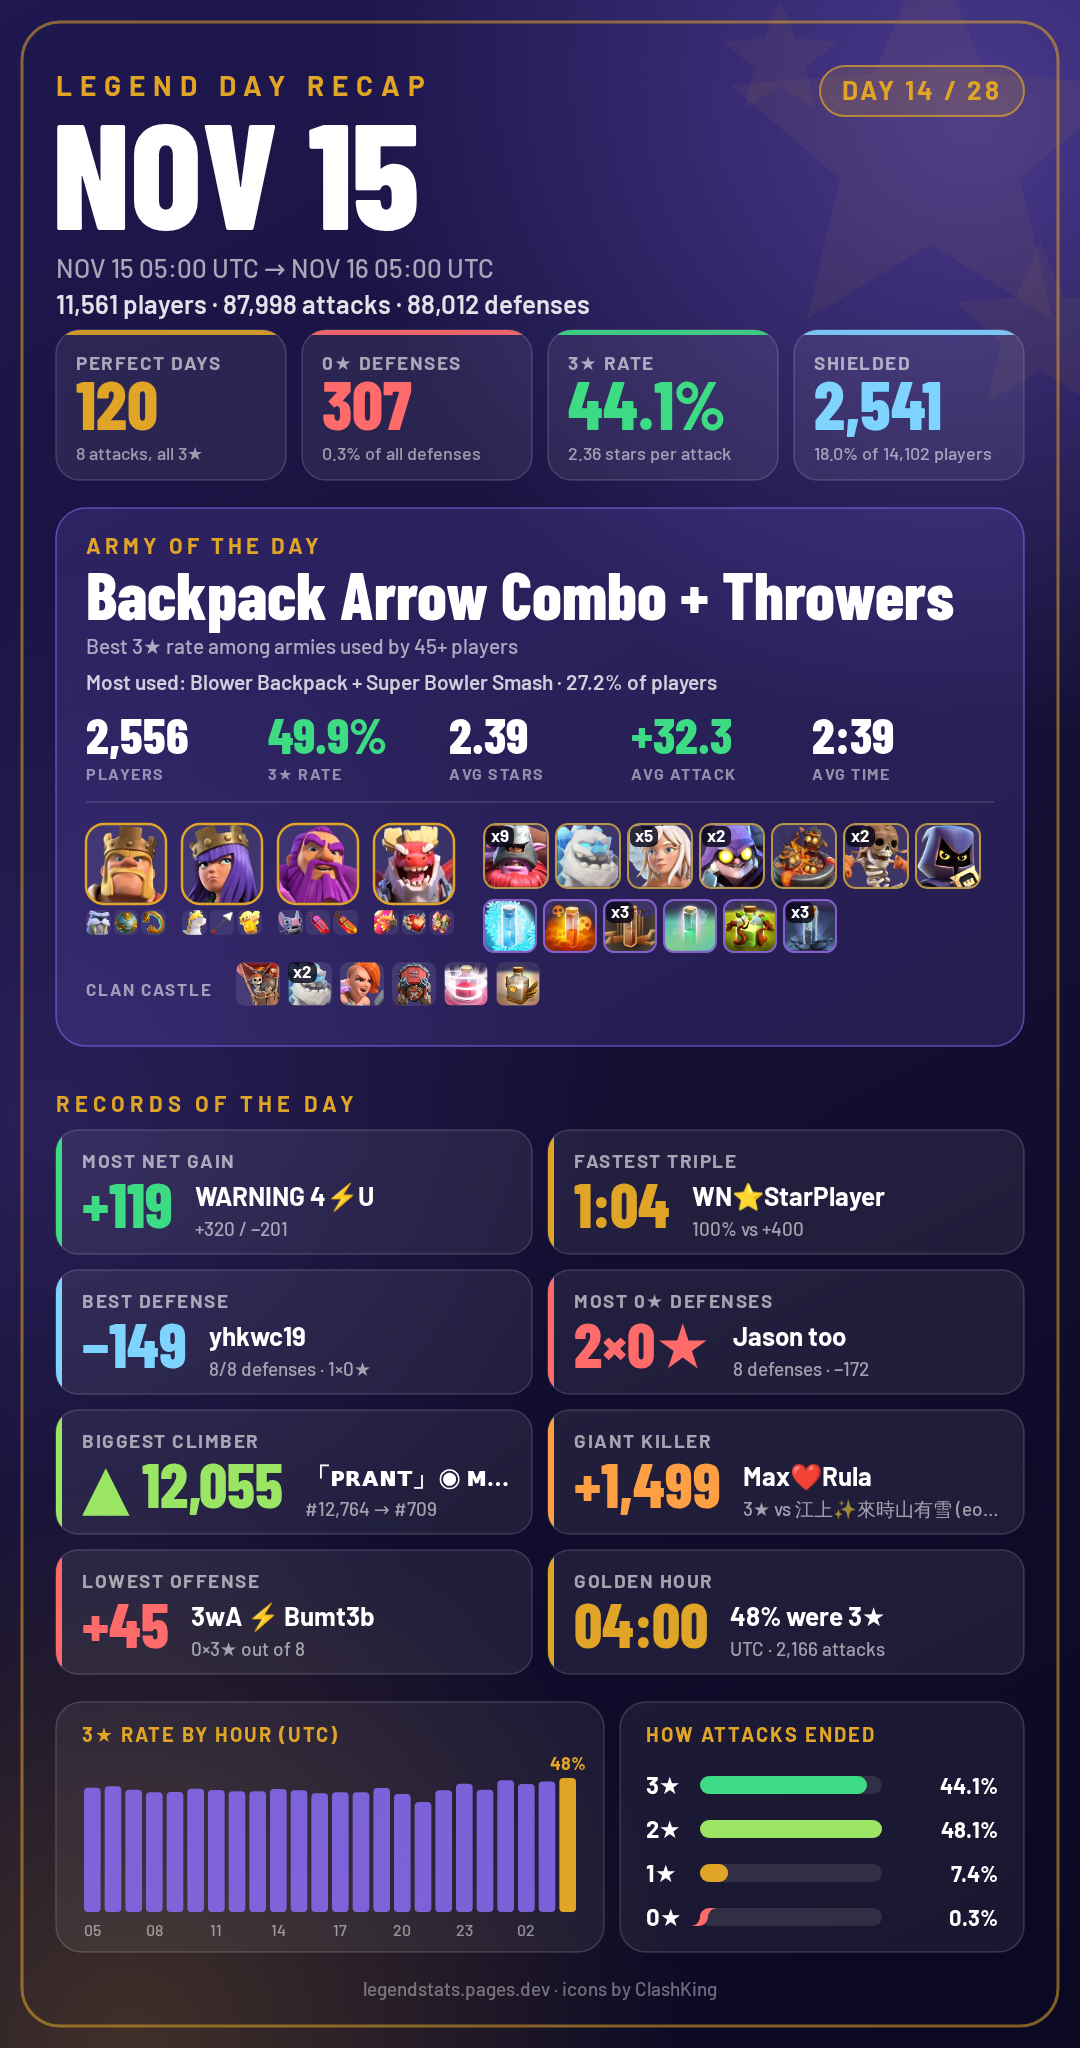 LEGEND DAY RECAP
DAY 14 / 28
NOV 15
NOV 15 05:00 UTC → NOV 16 05:00 UTC
11,561 players · 87,998 attacks · 88,012 defenses
PERFECT DAYS
120
8 attacks, all 3★
0★ DEFENSES
307
0.3% of all defenses
3★ RATE
44.1%
2.36 stars per attack
SHIELDED
2,541
18.0% of 14,102 players
ARMY OF THE DAY
Backpack Arrow Combo + Throwers
Best 3★ rate among armies used by 45+ players
Most used: Blower Backpack + Super Bowler Smash · 27.2% of players
2,556
PLAYERS
49.9%
3★ RATE
2.39
AVG STARS
+32.3
AVG ATTACK
2:39
AVG TIME
x9 x5 x2 x2
x3 x3
CLAN CASTLE x2
RECORDS OF THE DAY
MOST NET GAIN
+119 WARNING 4⚡U
+320 / −201
FASTEST TRIPLE
1:04 WN⭐StarPlayer
100% vs +400
BEST DEFENSE
−149 yhkwc19
8/8 defenses · 1×0★
MOST 0★ DEFENSES
2×0★ Jason too
8 defenses · −172
BIGGEST CLIMBER
▲ 12,055 「ᴘʀᴀɴᴛ」◉ ᴍ…
#12,764 → #709
GIANT KILLER
+1,499 Max❤️Rula
3★ vs 江上✨來時山有雪 (eo…
LOWEST OFFENSE
+45 3wA ⚡ Bumt3b
0×3★ out of 8
GOLDEN HOUR
04:00 48% were 3★
UTC · 2,166 attacks
3★ RATE BY HOUR (UTC)
48%
05 08 11 14 17 20 23 02
HOW ATTACKS ENDED
3★ 44.1%
2★ 48.1%
1★ 7.4%
0★ 0.3%
legendstats.pages.dev · icons by ClashKing